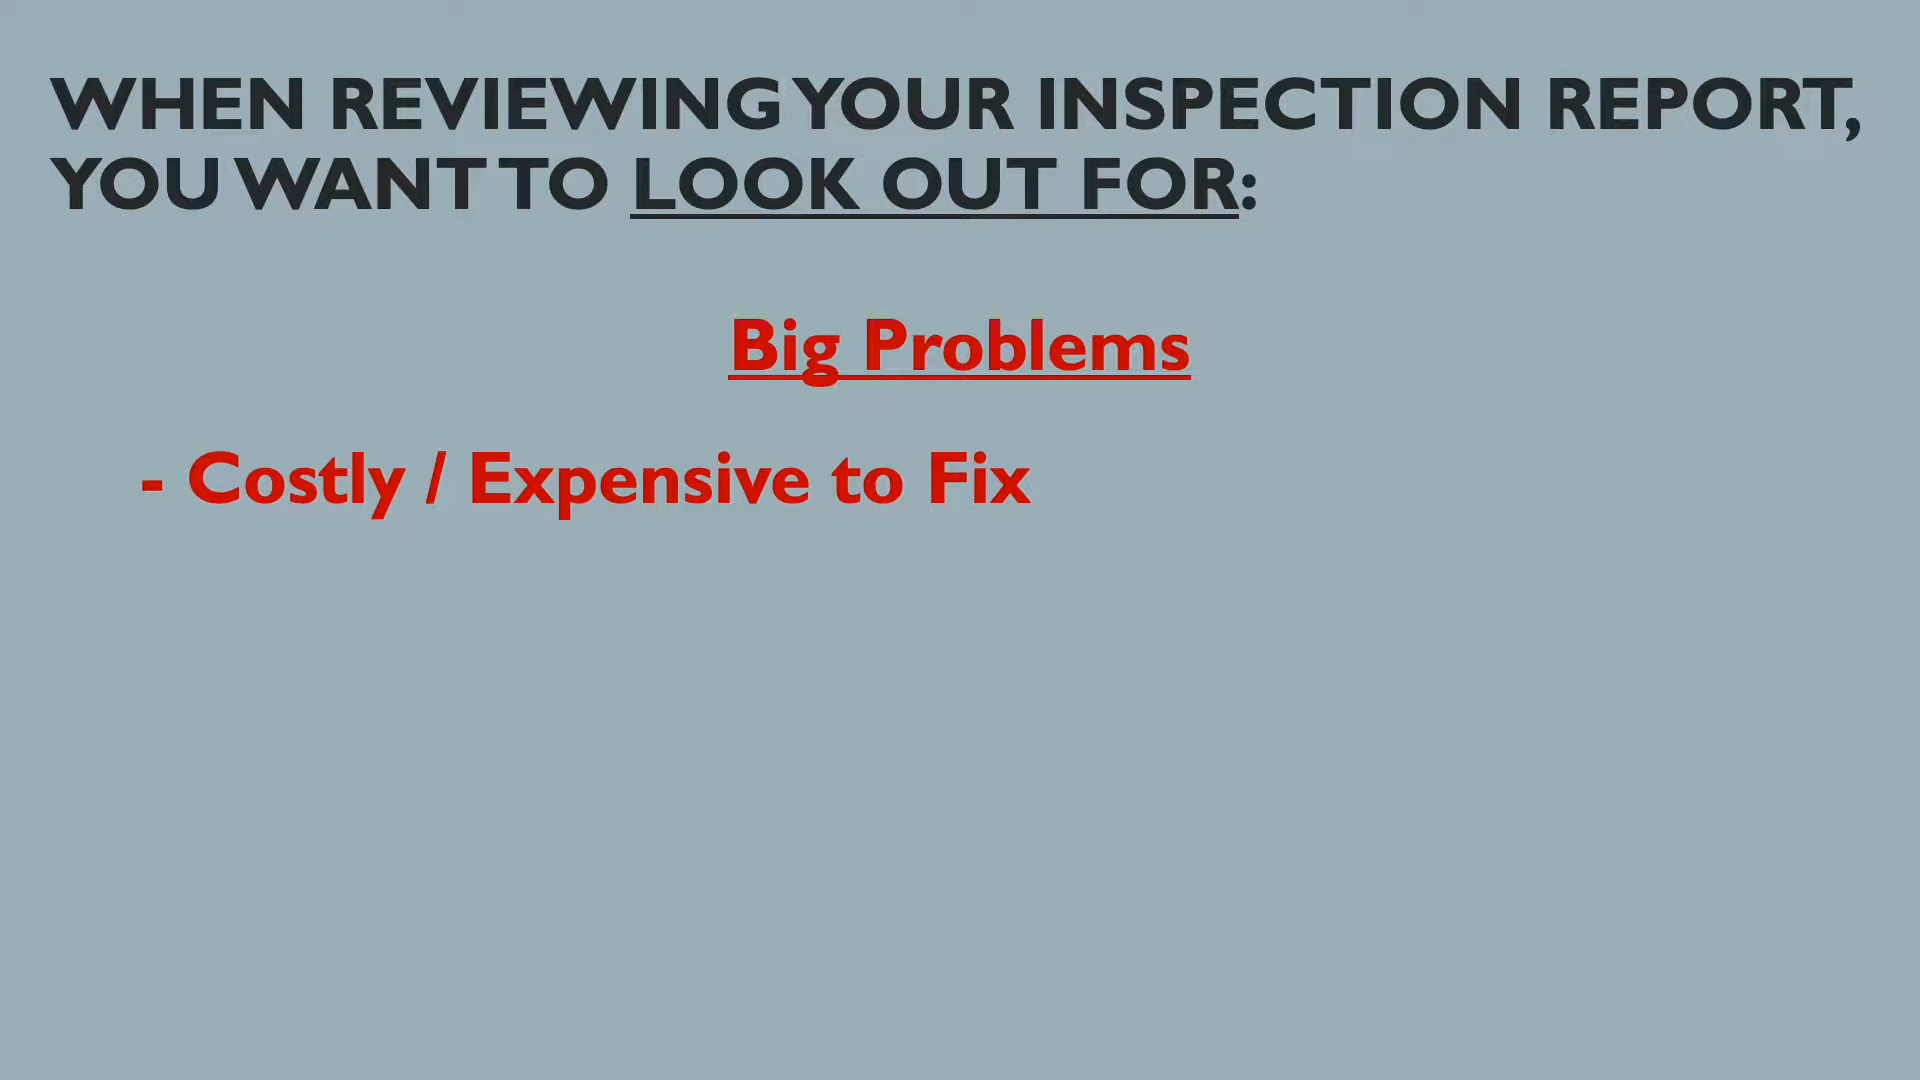 WHEN REVIEWING YOUR INSPECTION REPORT,
YOU WANT TO LOOK OUT FOR:
Big Problems
- Costly / Expensive to Fix